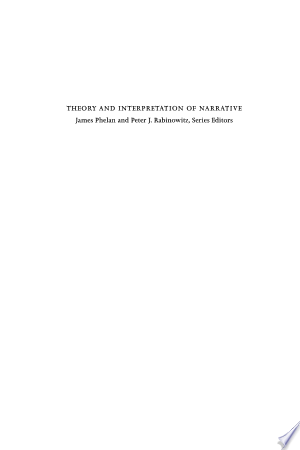 THEORY AND INTERPRETATION OF NARRATIVE
James Phelan and Peter J. Rabinowitz, Series Editors